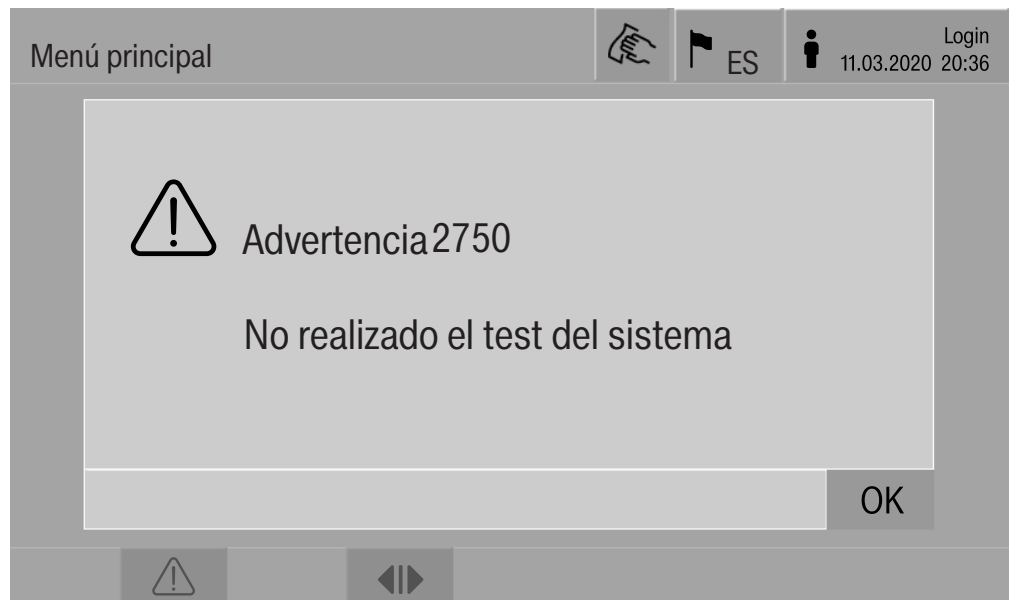 Menú principal
ES
Login
11.03.2020 20:36
Advertencia 2750
No realizado el test del sistema
OK